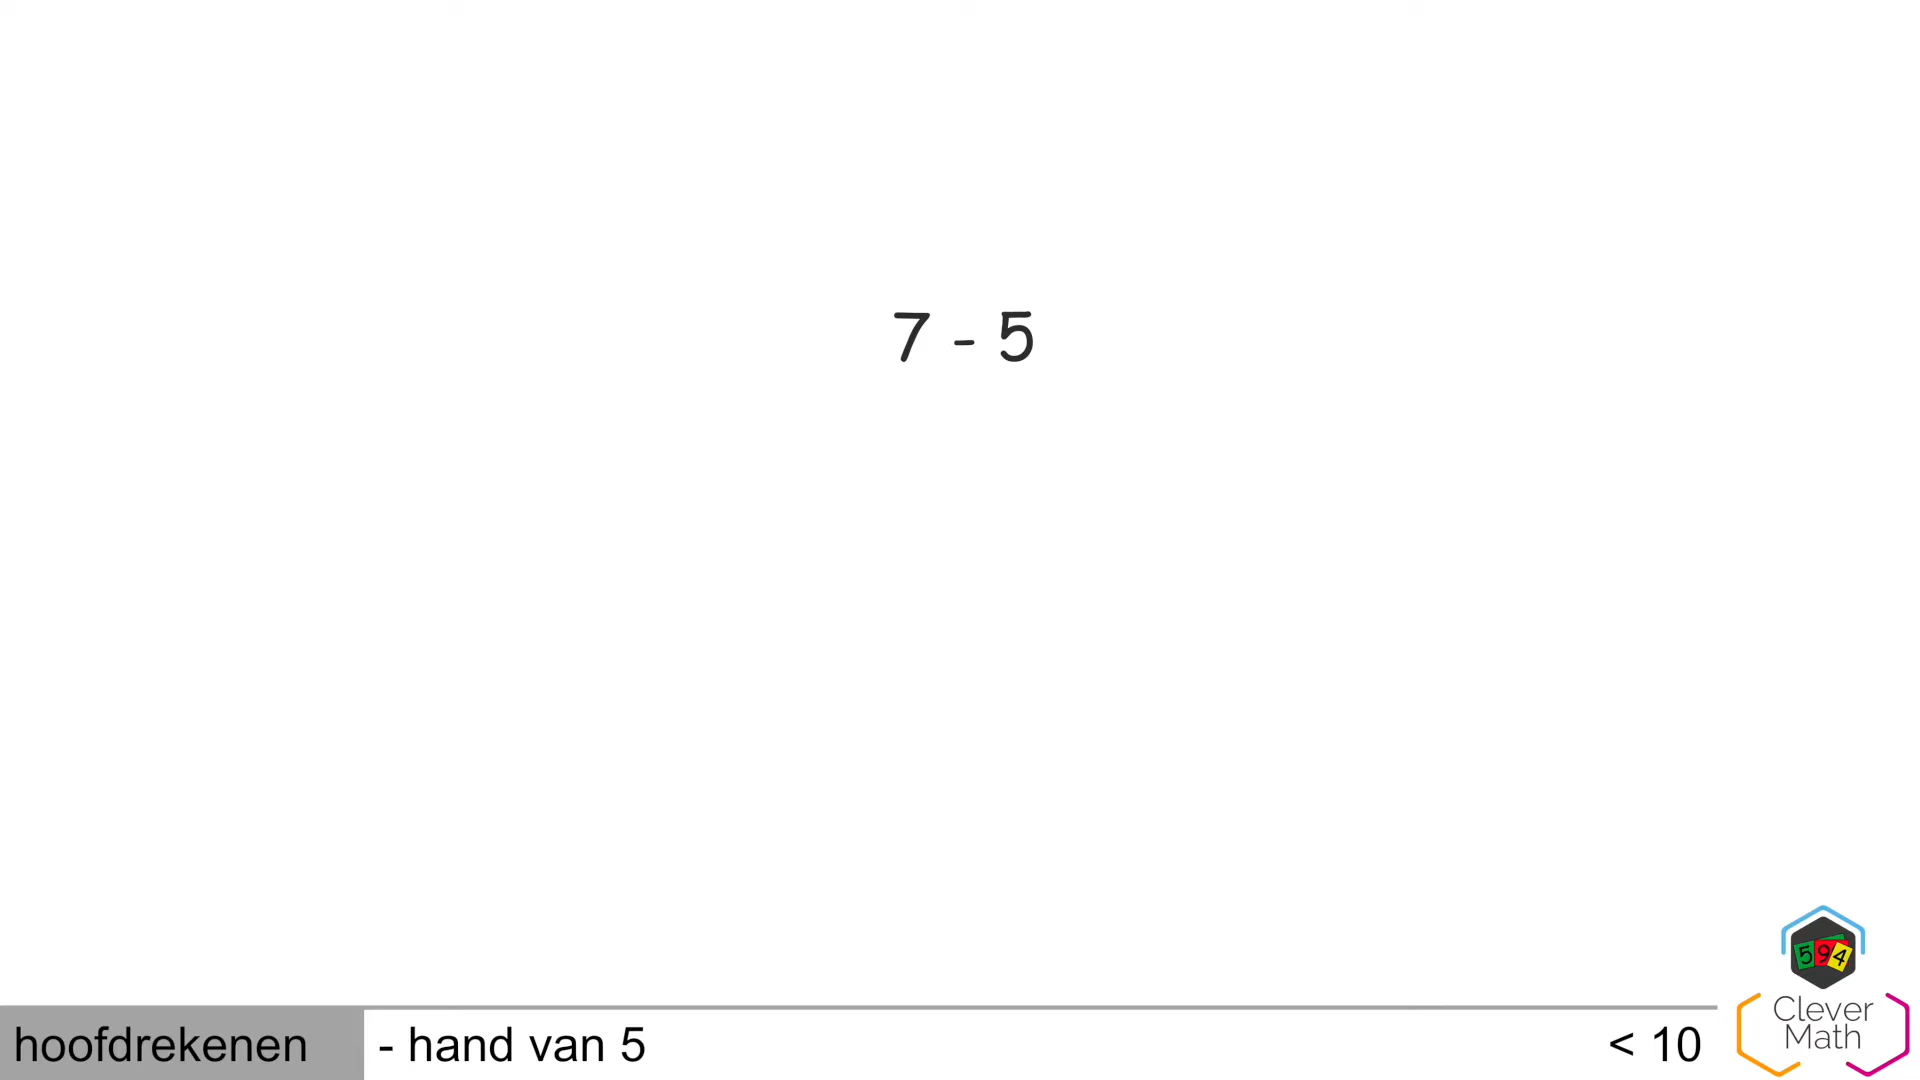 7 - 5
594
Clever
Math
hoofdrekenen - hand van 5 < 10